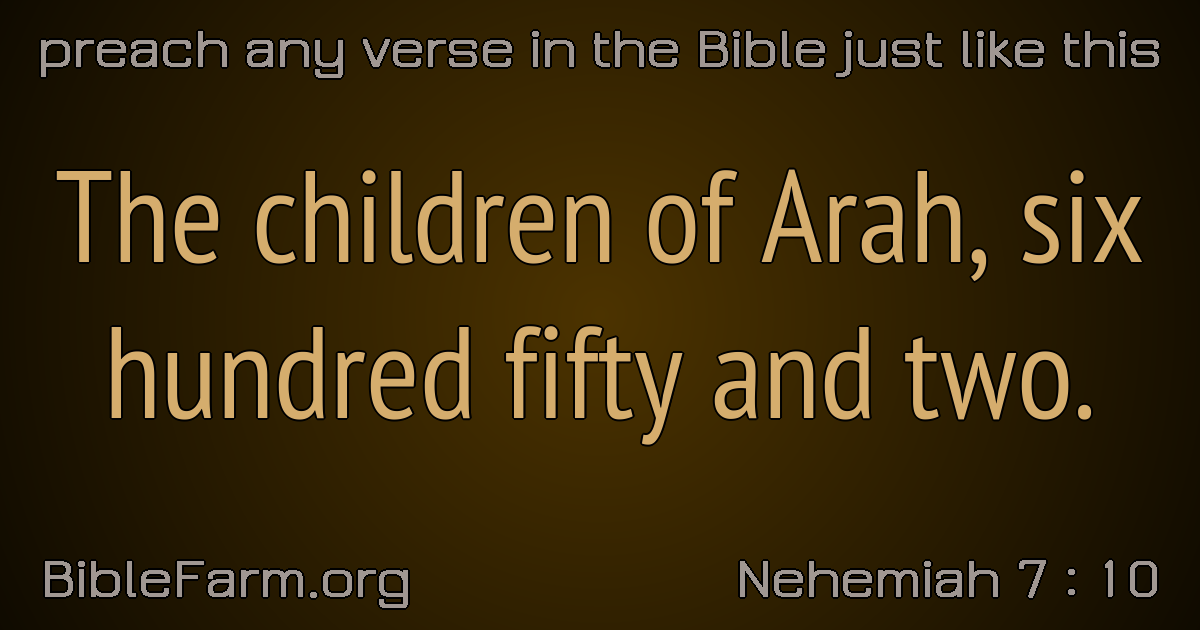 preach any verse in the Bible just like this
The children of Arah, six
hundred fifty and two.
BibleFarm.org
Nehemiah 7 : 10